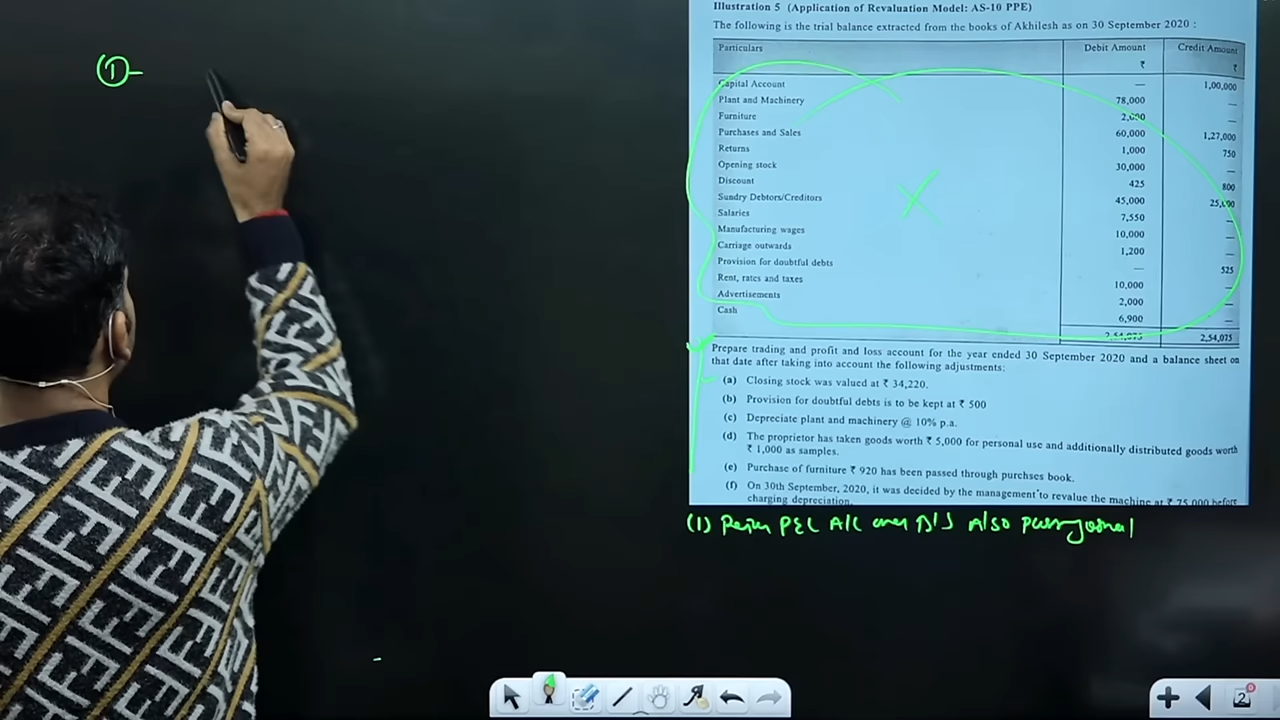 ①-
Illustration 5 (Application of Revaluation Model: AS-10 PPE)
The following is the trial balance extracted from the books of Akhilesh as on 30 September 2020 :
Particulars Debit Amount Credit Amount
₹ ₹
Capital Account — 1,00,000
Plant and Machinery 78,000 —
Furniture 2,000 —
Purchases and Sales 60,000 1,27,000
Returns 1,000 750
Opening stock 30,000 —
Discount 425 800
Sundry Debtors/Creditors 45,000 25,000
Salaries 7,550 —
Manufacturing wages 10,000 —
Carriage outwards 1,200 —
Provision for doubtful debts — 525
Rent, rates and taxes 10,000 —
Advertisements 2,000 —
Cash 6,900 —
2,54,075 2,54,075
Prepare trading and profit and loss account for the year ended 30 September 2020 and a balance sheet on
that date after taking into account the following adjustments:
(a) Closing stock was valued at ₹ 34,220.
(b) Provision for doubtful debts is to be kept at ₹ 500
(c) Depreciate plant and machinery @ 10% p.a.
(d) The proprietor has taken goods worth ₹ 5,000 for personal use and additionally distributed goods worth
₹ 1,000 as samples.
(e) Purchase of furniture ₹ 920 has been passed through purchses book.
(f) On 30th September, 2020, it was decided by the management to revalue the machine at ₹ 75,000 before
charging depreciation.
(1) P&L A/c Also
2